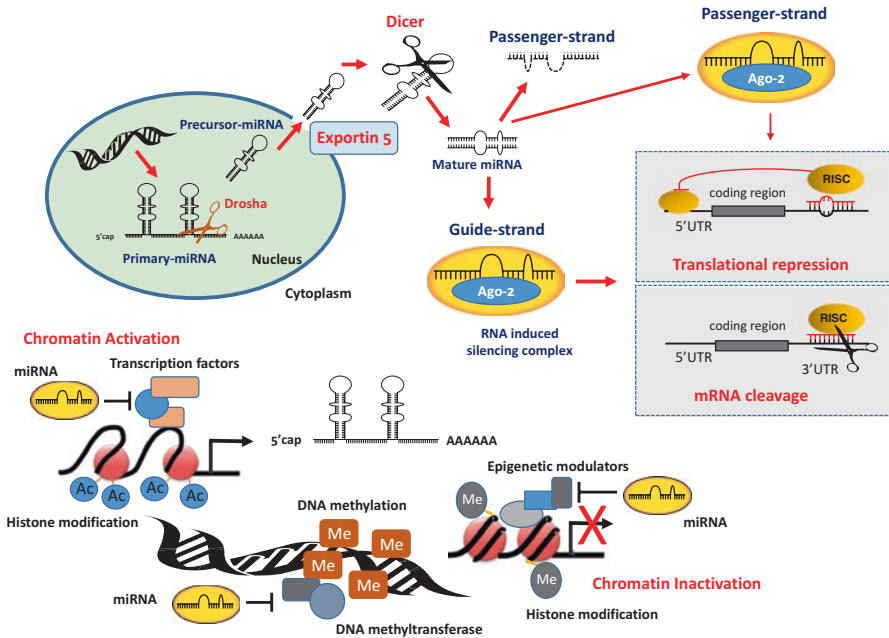 Passenger-strand
Ago-2
Dicer
Passenger-strand
Precursor-miRNA
Exportin 5
Mature miRNA
Drosha
5'cap
AAAAAA
Primary-miRNA
Nucleus
Cytoplasm
Guide-strand
Ago-2
RNA induced
silencing complex
RISC
coding region
5'UTR
Translational repression
RISC
coding region
5'UTR
3'UTR
mRNA cleavage
Chromatin Activation
Transcription factors
miRNA
Ac
Ac
Ac
Ac
Histone modification
5'cap
AAAAAA
DNA methylation
Me
Me
Me
Me
Me
miRNA
DNA methyltransferase
Epigenetic modulators
Me
miRNA
X
Me
Chromatin Inactivation
Histone modification